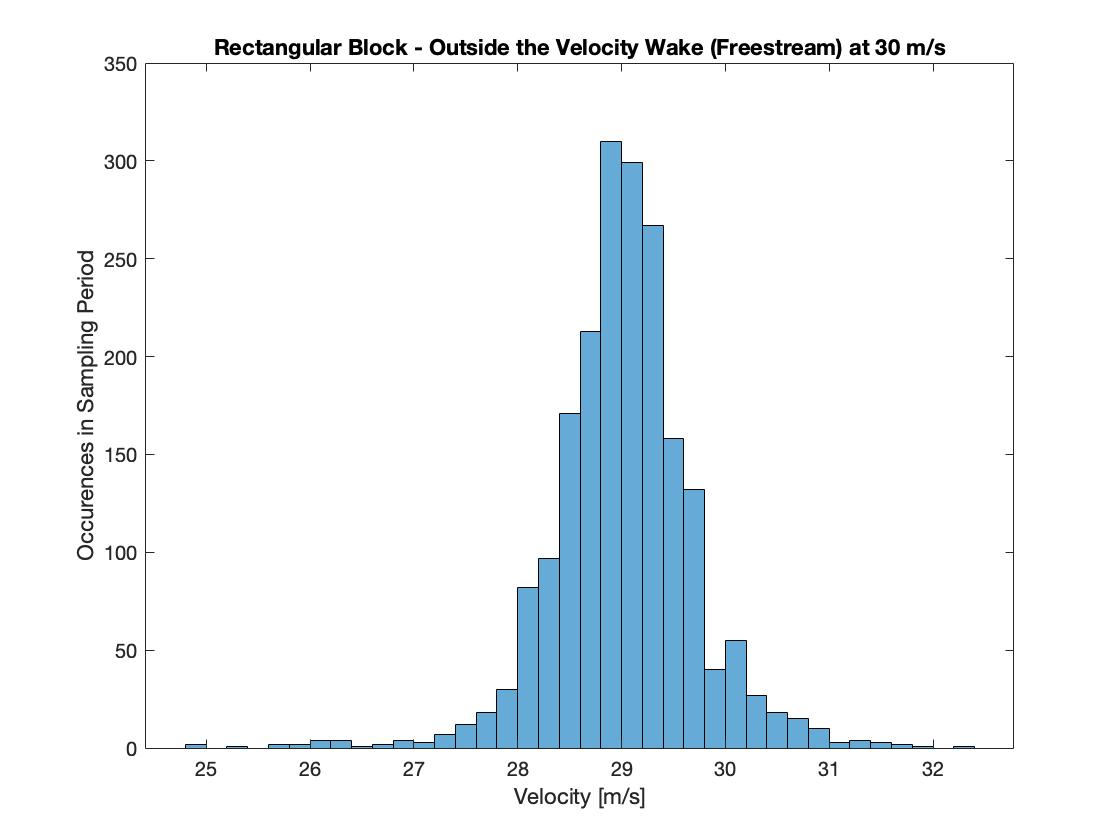 Rectangular Block - Outside the Velocity Wake (Freestream) at 30 m/s
350
300
250
200
150
100
50
0
Occurences in Sampling Period
25 26 27 28 29 30 31 32
Velocity [m/s]